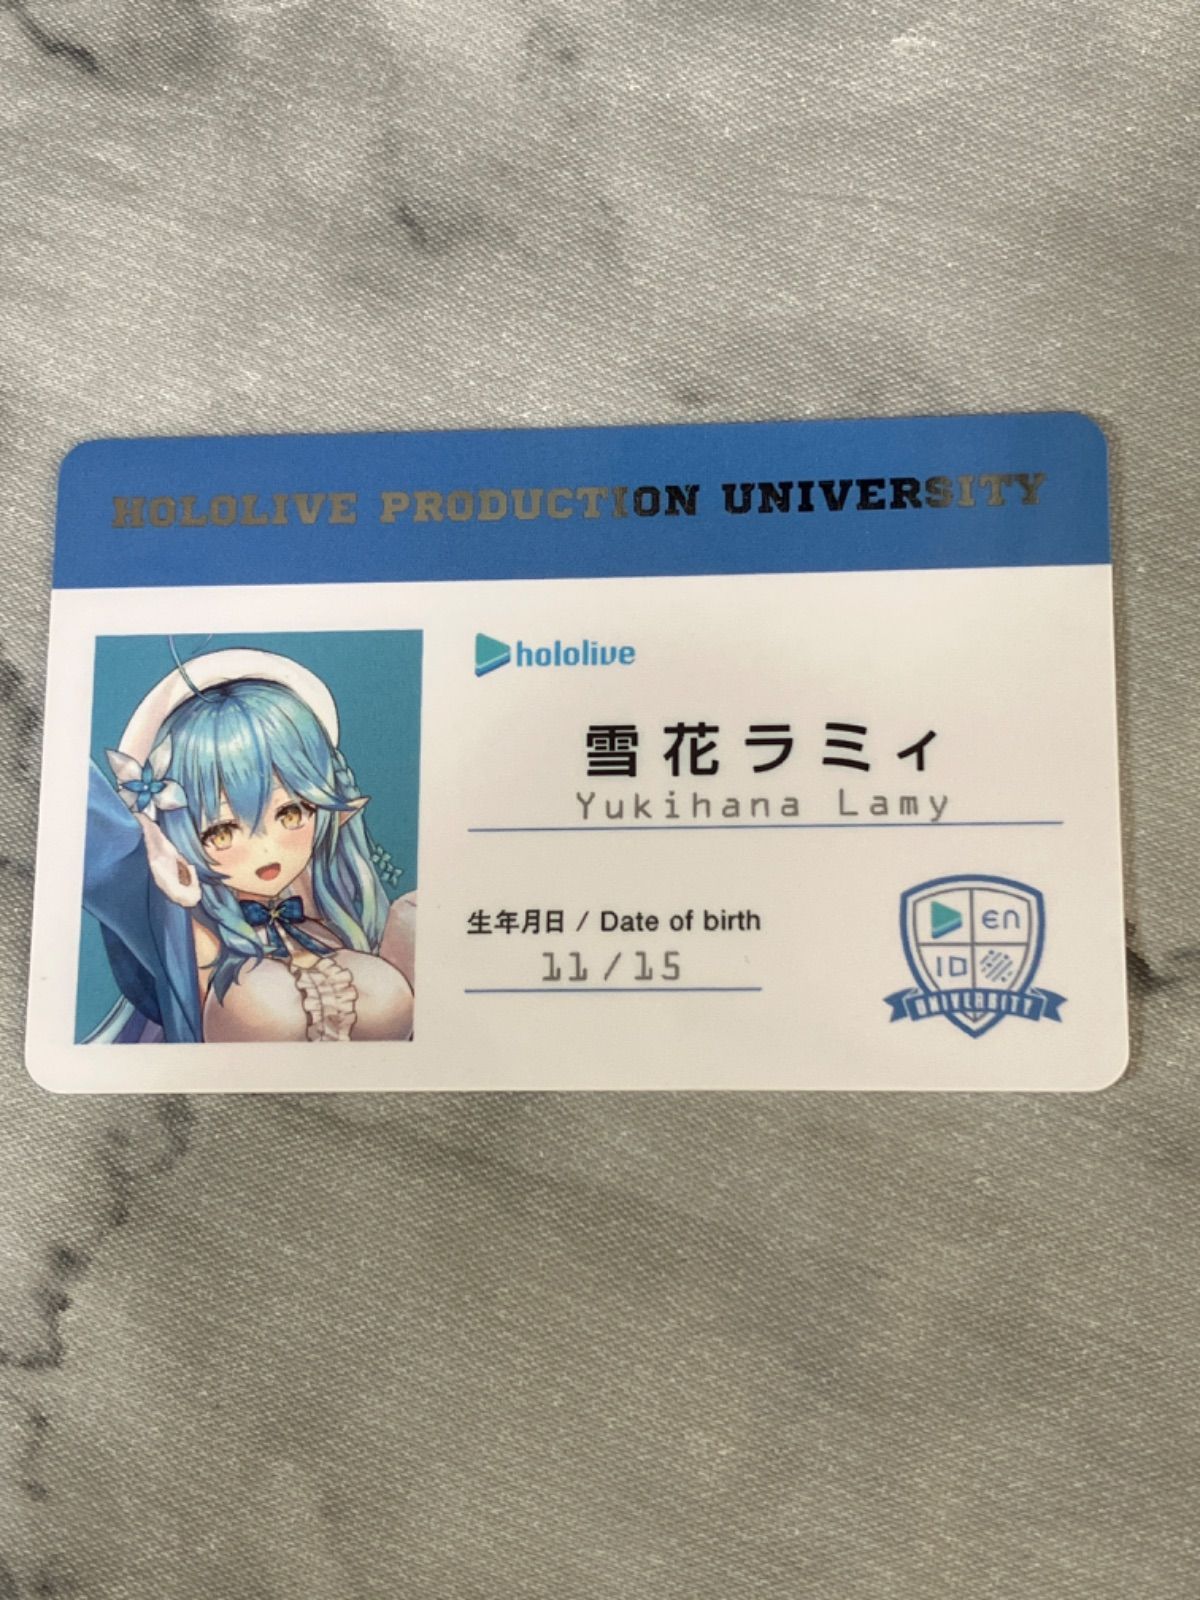 HOLOLIVE PRODUCTION UNIVERSITY
hololive
雪花ラミィ
Yukihana Lamy
生年月日 / Date of birth
11/15
en
ID
UNIVERSITY